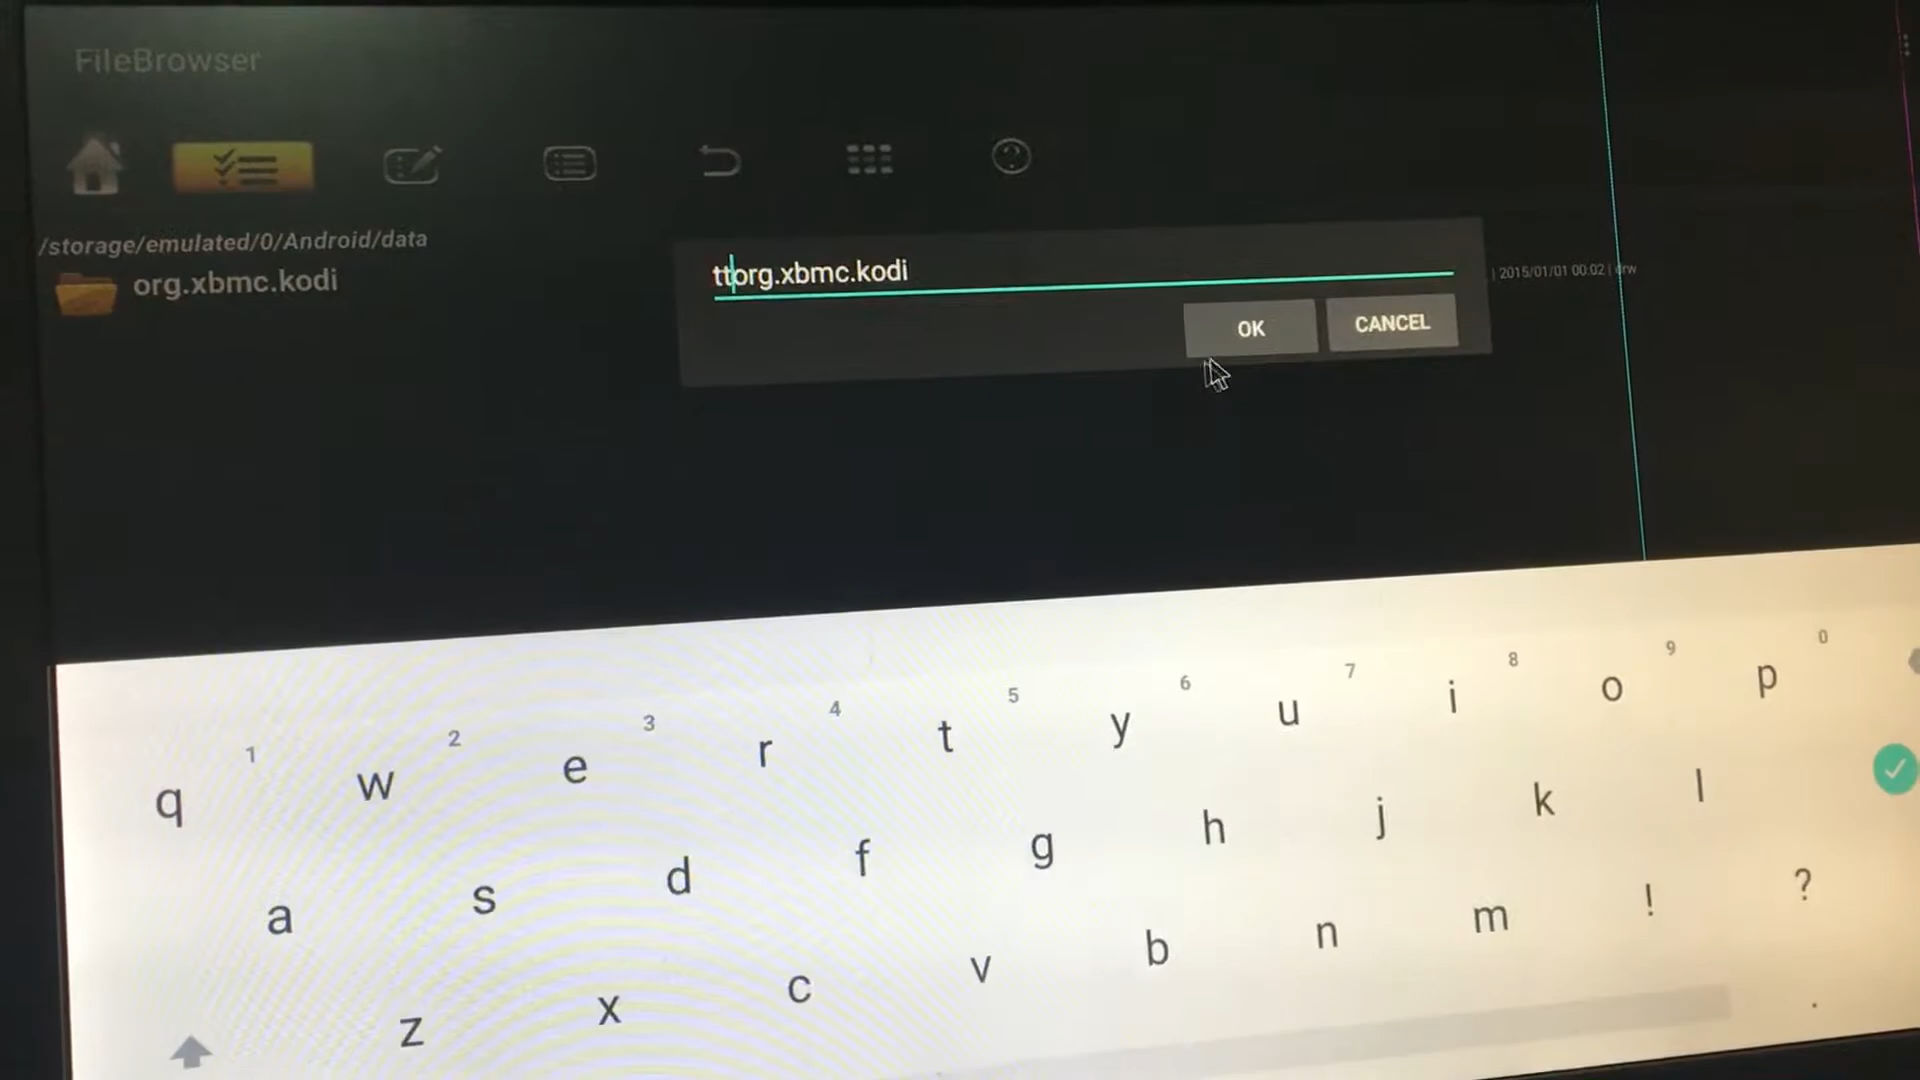 FileBrowser
/storage/emulated/0/Android/data
org.xbmc.kodi
ttorg.xbmc.kodi
| 2015/01/01 00:02 | drw
OK
CANCEL
1 2 3 4 5 6 7 8 9 0
q w e r t y u i o p
a s d f g h j k l
z x c v b n m ! ?
.